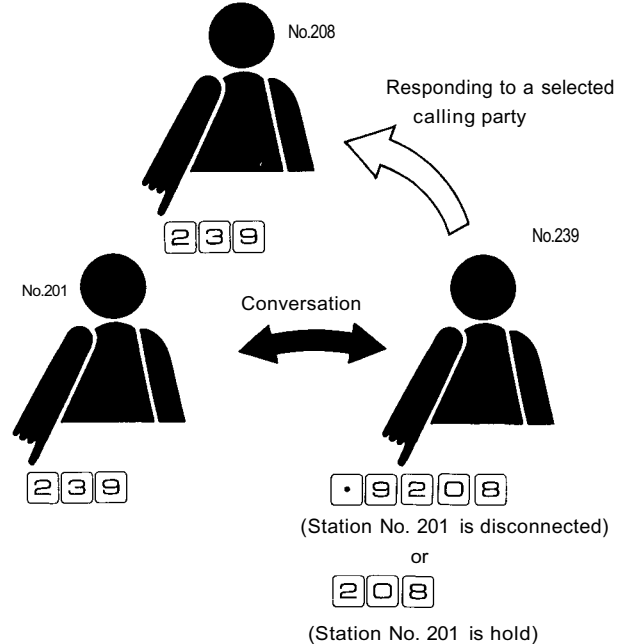 No.208
Responding to a selected
calling party
239
No.239
No.201
Conversation
239
•9208
(Station No. 201 is disconnected)
or
208
(Station No. 201 is hold)